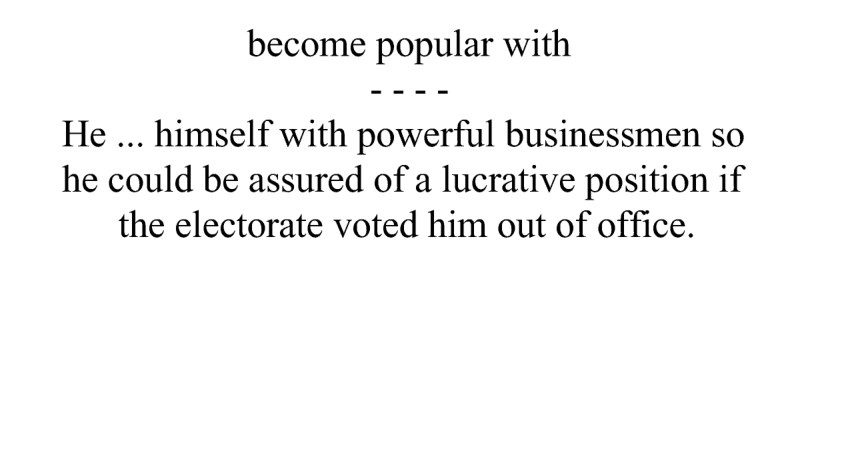 become popular with
- - - -
He ... himself with powerful businessmen so
he could be assured of a lucrative position if
the electorate voted him out of office.